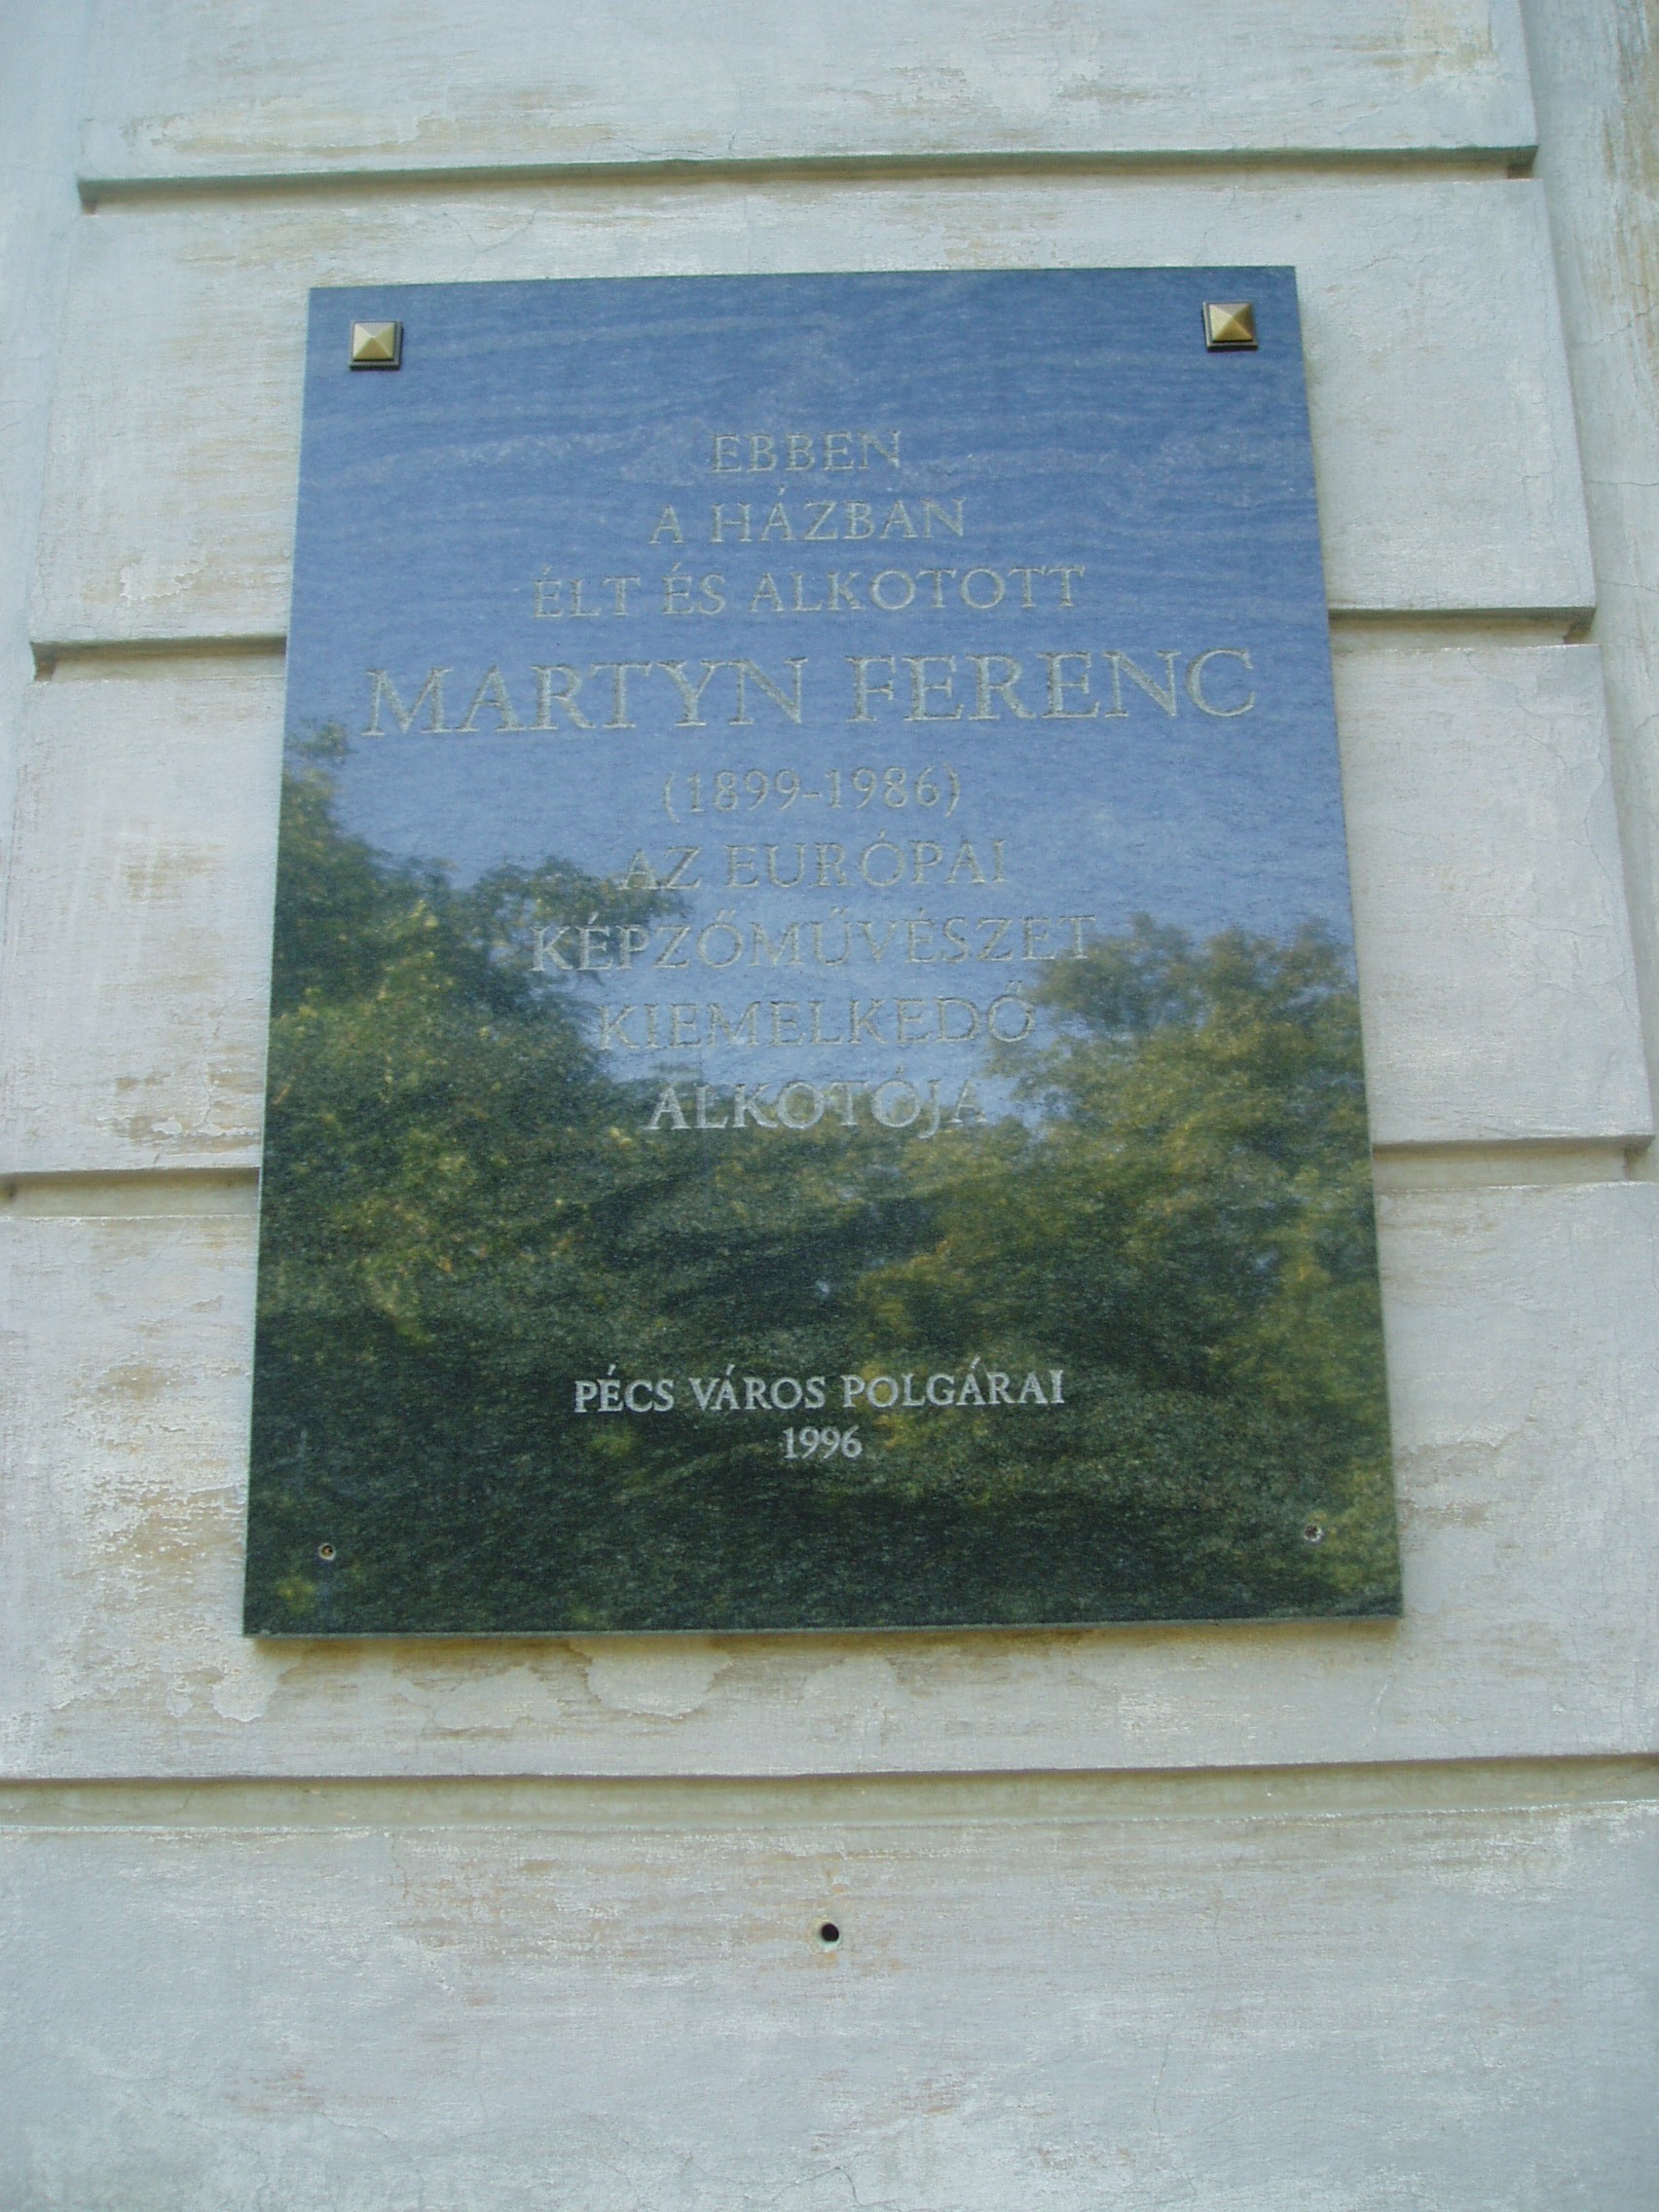 EBBEN
A HÁZBAN
ÉLT ÉS ALKOTOTT
MARTYN FERENC
(1899-1986)
AZ EURÓPAI
KÉPZŐMŰVÉSZET
KIEMELKEDŐ
ALKOTÓJA
PÉCS VÁROS POLGÁRAI
1996